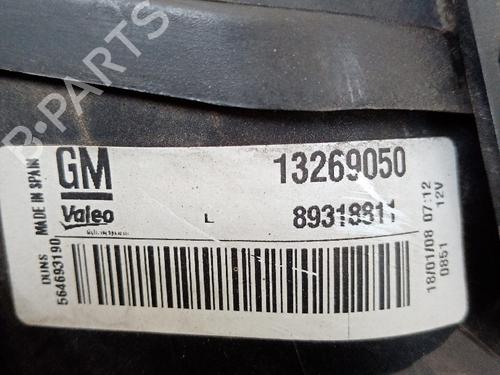 B-PARTS
GM 13269050
Valeo L 89318811
MADE IN SPAIN
DUNS
564693190
18/01/08 07:12
0851 12V